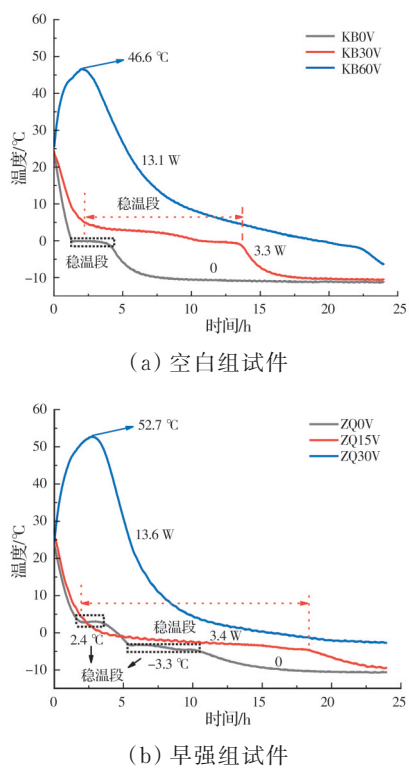 (a)
60
50
40
30
20
10
0
−10
温度/℃
46.6 ℃
KB0V
KB30V
KB60V
13.1 W
稳温段
3.3 W
稳温段
0
0
5
10
15
20
25
时间/h
(a) 空白组试件
60
50
40
30
20
10
0
−10
温度/℃
52.7 ℃
ZQ0V
ZQ15V
ZQ30V
13.6 W
稳温段
3.4 W
2.4 ℃
−3.3 ℃
稳温段
0
0
5
10
15
20
25
时间/h
(b) 早强组试件